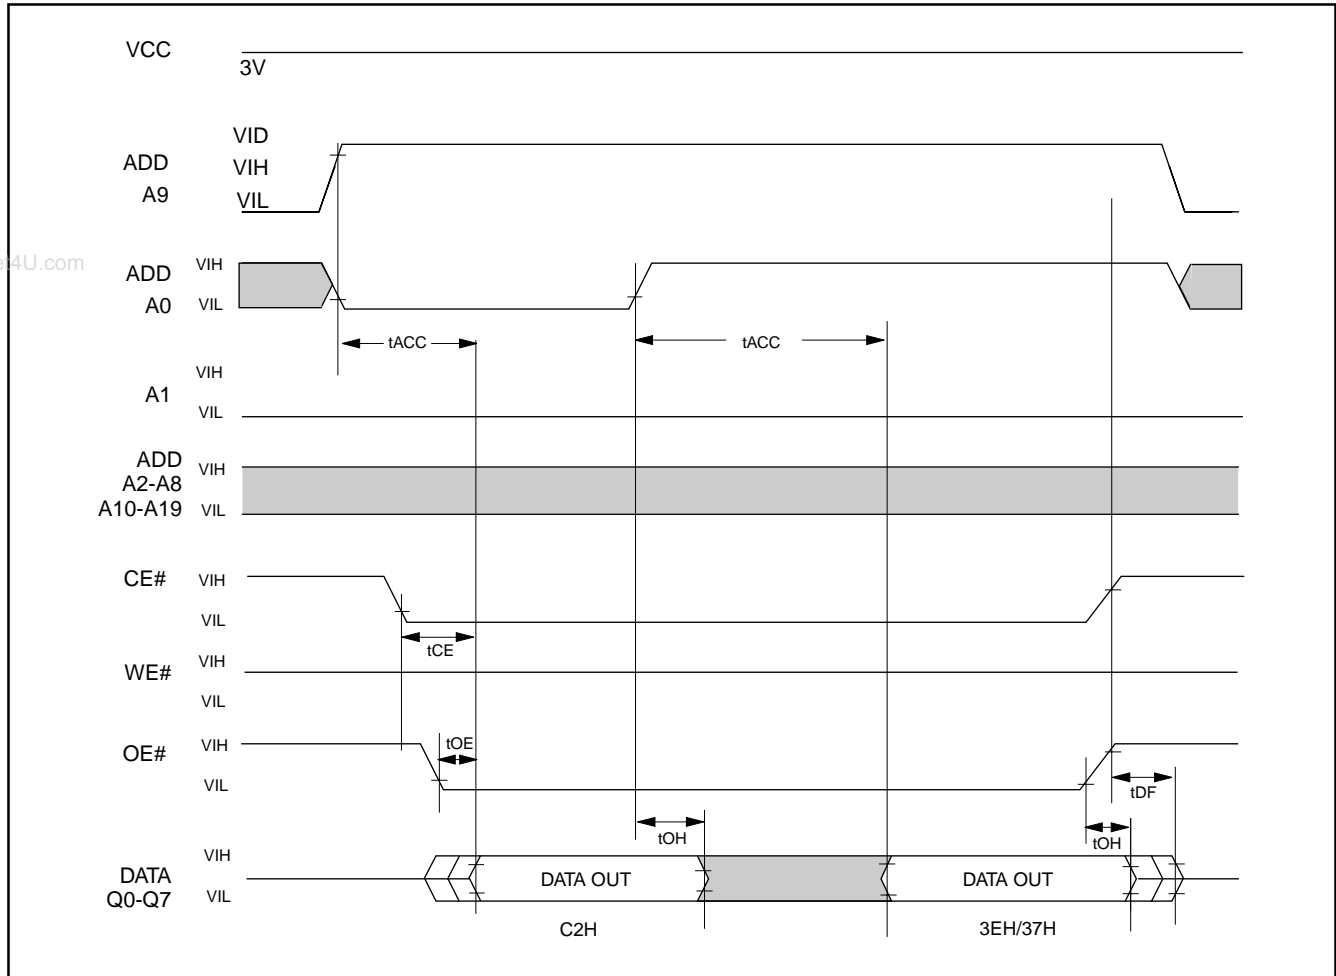 VCC
3V
ADD
A9
VID
VIH
VIL
et4U.com
ADD
A0
VIH
VIL
tACC
tACC
A1
VIH
VIL
ADD
A2-A8
A10-A19
VIH
VIL
CE#
VIH
VIL
tCE
WE#
VIH
VIL
OE#
VIH
VIL
tOE
tDF
tOH
tOH
DATA
Q0-Q7
VIH
VIL
DATA OUT
DATA OUT
C2H
3EH/37H